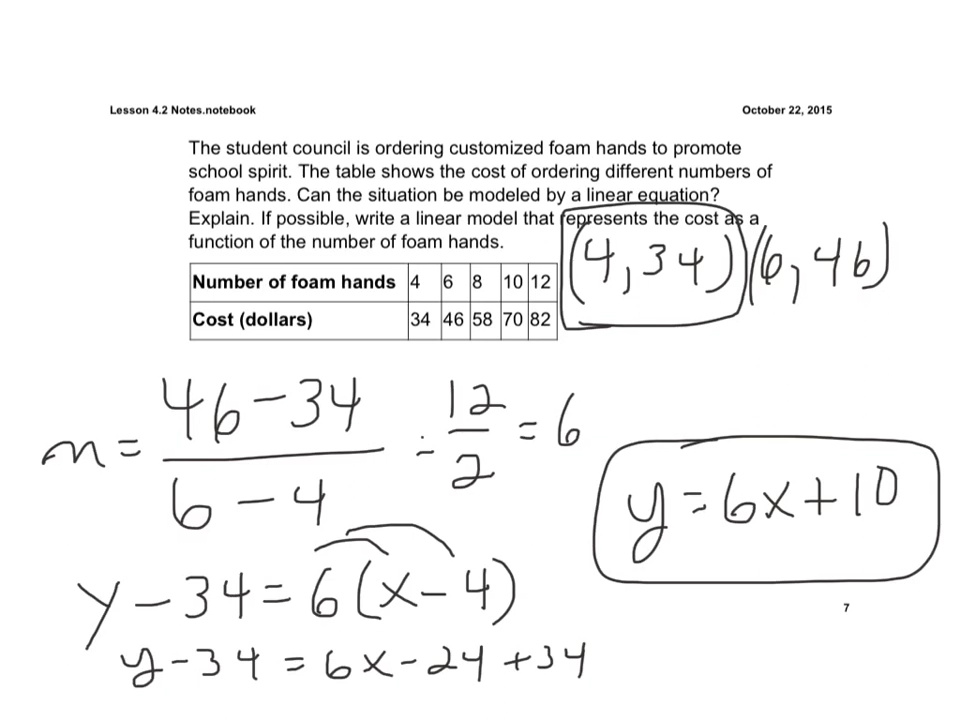 Lesson 4.2 Notes.notebook October 22, 2015
The student council is ordering customized foam hands to promote
school spirit. The table shows the cost of ordering different numbers of
foam hands. Can the situation be modeled by a linear equation?
Explain. If possible, write a linear model that represents the cost as a
function of the number of foam hands.
(4,34) (6,46)
Number of foam hands 4 6 8 10 12
Cost (dollars) 34 46 58 70 82
m = 46-34 / 6-4 = 12/2 = 6
y = 6x+10
y-34 = 6(x-4)
7
y-34 = 6x-24+34